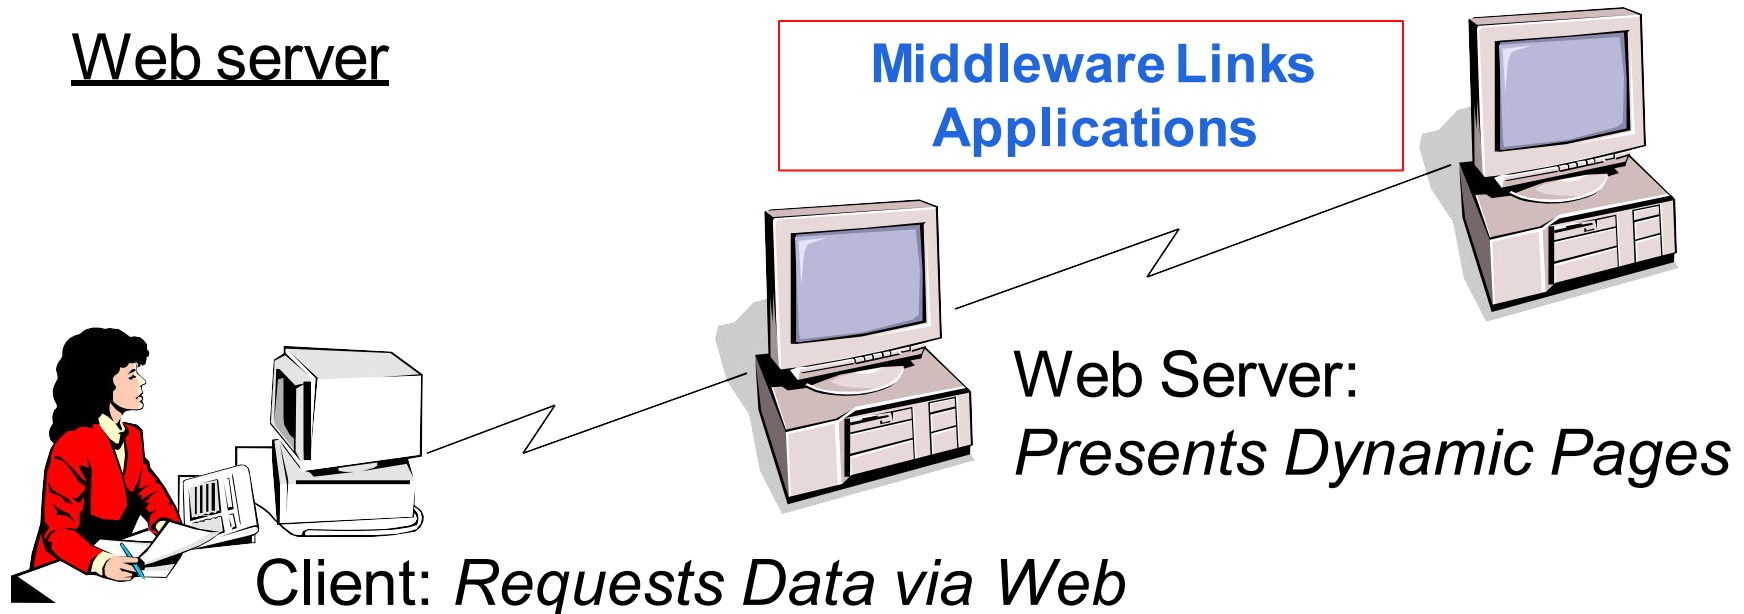 Web server
Middleware Links
Applications
Web Server:
Presents Dynamic Pages
Client: Requests Data via Web